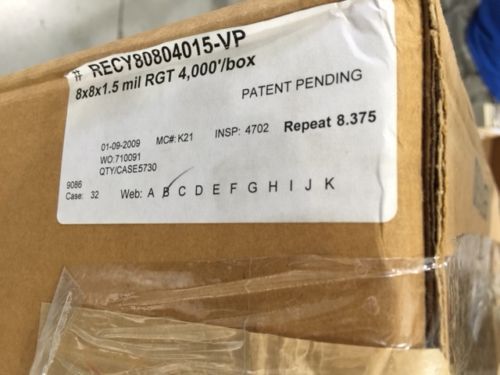 # RECY80804015-VP
8x8x1.5 mil RGT 4,000'/box
PATENT PENDING
01-09-2009 MC#: K21 INSP: 4702 Repeat 8.375
WO:710091
QTY/CASE5730
9086
Case: 32 Web: A B C D E F G H I J K